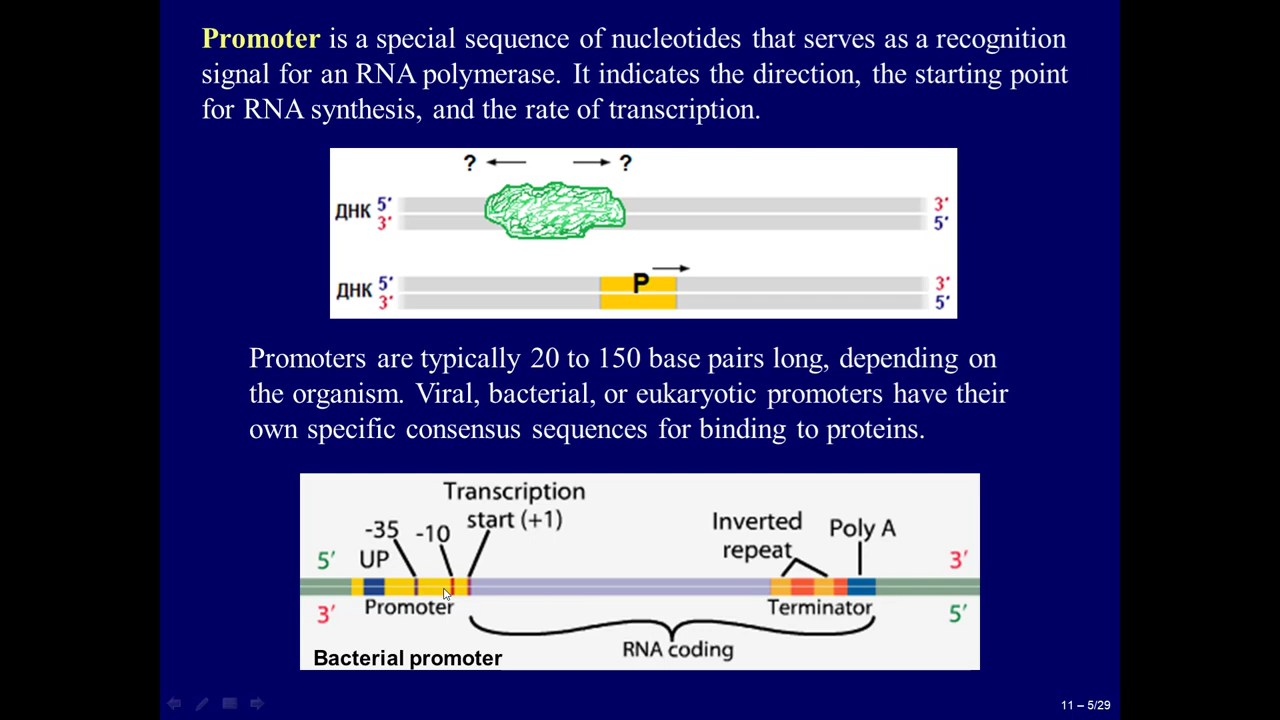 Promoter is a special sequence of nucleotides that serves as a recognition
signal for an RNA polymerase. It indicates the direction, the starting point
for RNA synthesis, and the rate of transcription.
? ?
ДНК 5' 3'
3' 5'
P
ДНК 5' 3'
3' 5'
Promoters are typically 20 to 150 base pairs long, depending on
the organism. Viral, bacterial, or eukaryotic promoters have their
own specific consensus sequences for binding to proteins.
Transcription
start (+1)
-35 -10
UP
Inverted
repeat
Poly A
5' 3'
Promoter
Terminator
3' 5'
RNA coding
Bacterial promoter
11 – 5/29